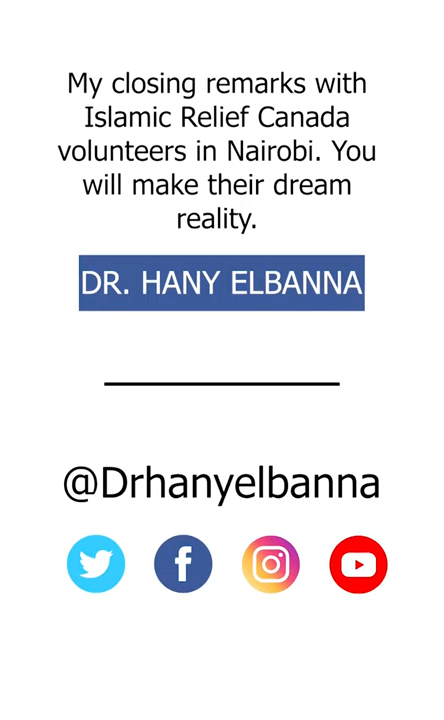 My closing remarks with
Islamic Relief Canada
volunteers in Nairobi. You
will make their dream
reality.
DR. HANY ELBANNA
@Drhanyelbanna